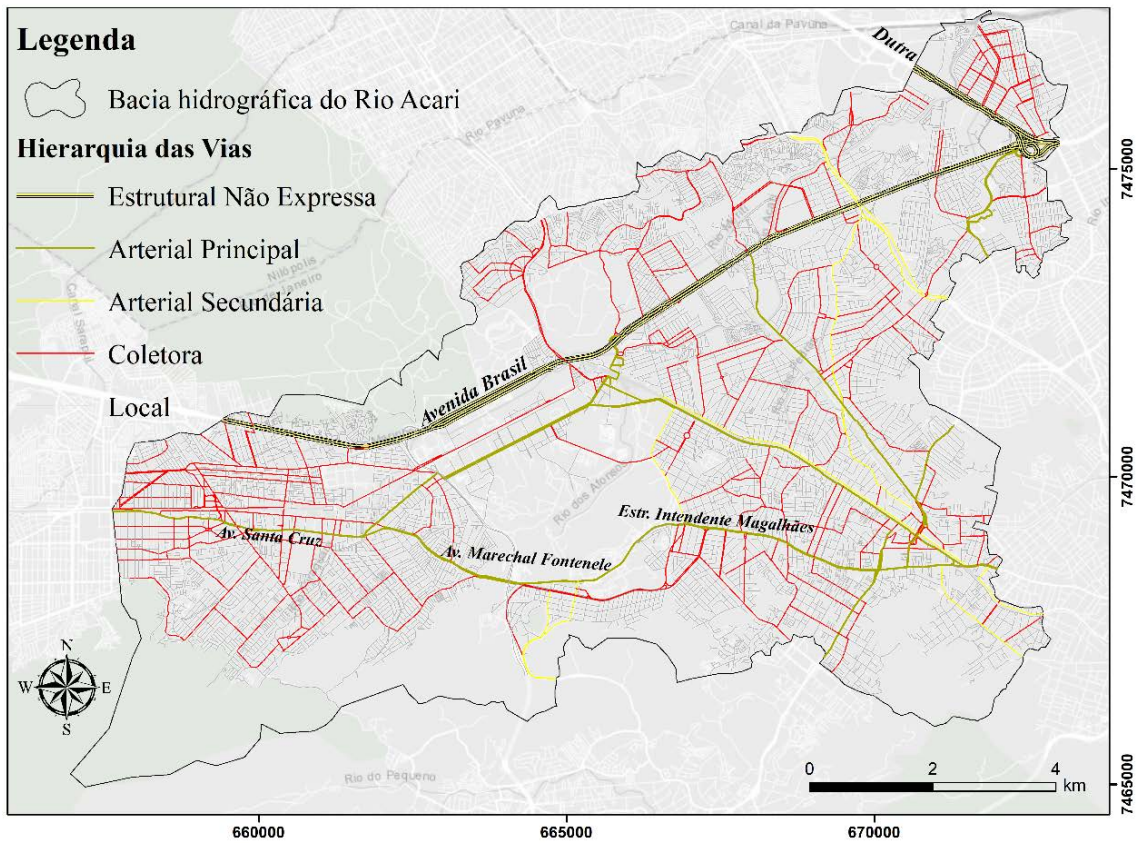 Legenda
Bacia hidrográfica do Rio Acari
Hierarquia das Vias
Estrutural Não Expressa
Arterial Principal
Arterial Secundária
Coletora
Local
Canal da Pavuna
Dutra
Rio Pavuna
Nilópolis
Avenida Brasil
Rio dos Afonsos
Estr. Intendente Magalhães
Av. Santa Cruz
Av. Marechal Fontenele
Rio do Pequeno
N
W
E
S
0
2
4
km
660000
665000
670000
7475000
7470000
7465000